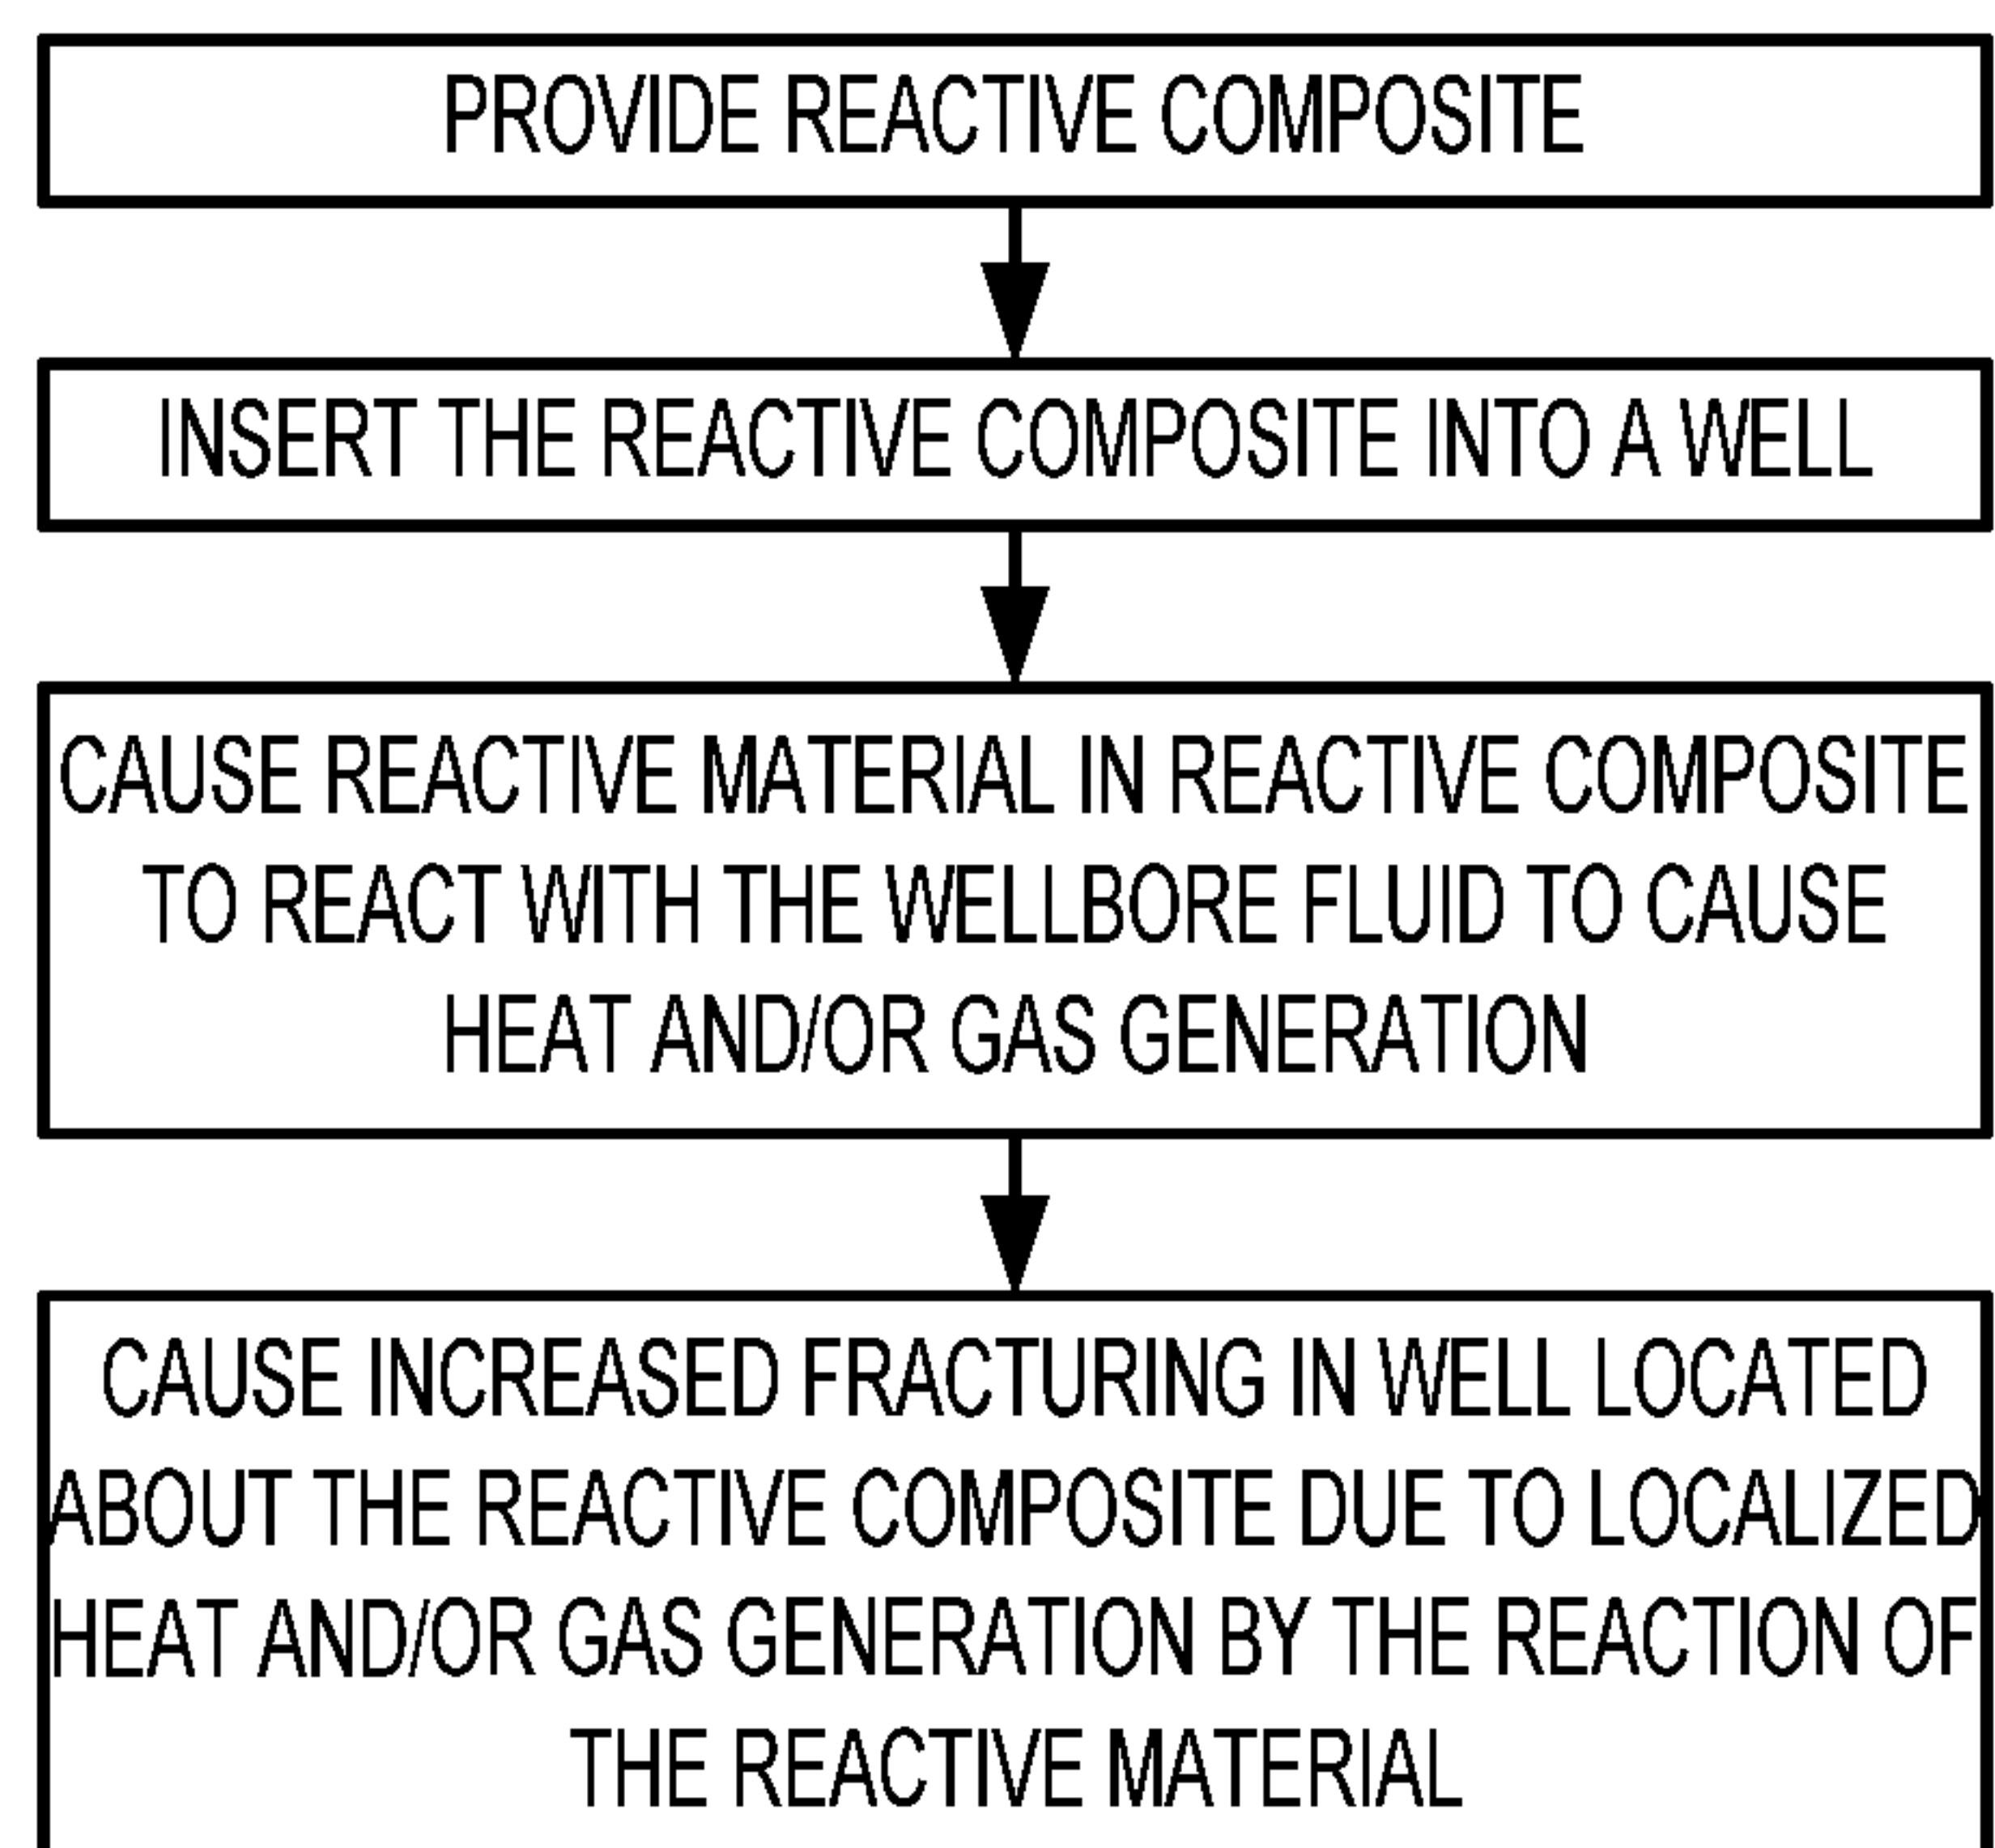 PROVIDE REACTIVE COMPOSITE
INSERT THE REACTIVE COMPOSITE INTO A WELL
CAUSE REACTIVE MATERIAL IN REACTIVE COMPOSITE
TO REACT WITH THE WELLBORE FLUID TO CAUSE
HEAT AND/OR GAS GENERATION
CAUSE INCREASED FRACTURING IN WELL LOCATED
ABOUT THE REACTIVE COMPOSITE DUE TO LOCALIZED
HEAT AND/OR GAS GENERATION BY THE REACTION OF
THE REACTIVE MATERIAL